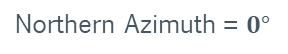 Northern Azimuth = 0°